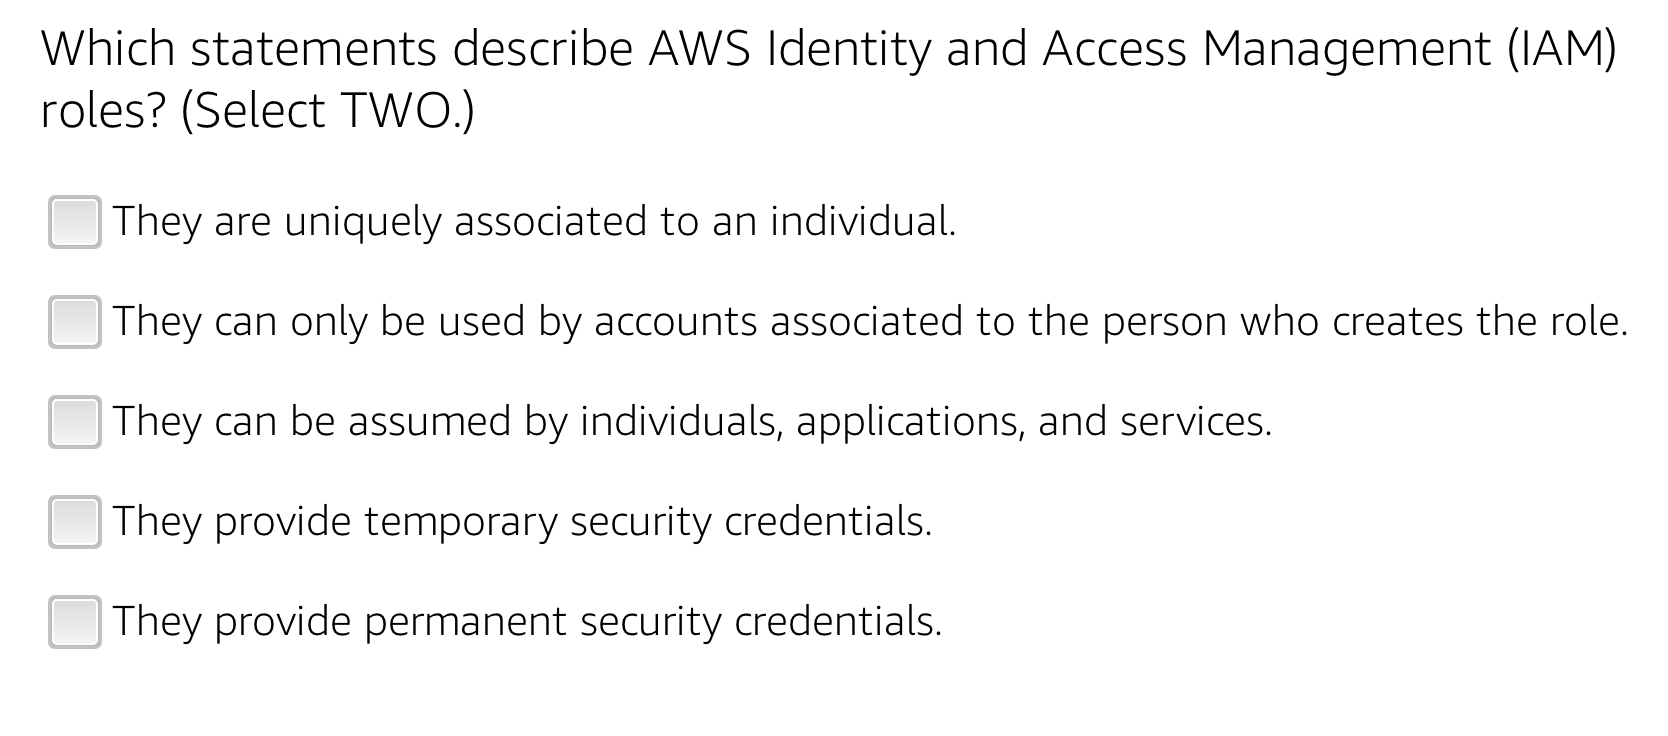 Which statements describe AWS Identity and Access Management (IAM)
roles? (Select TWO.)
They are uniquely associated to an individual.
They can only be used by accounts associated to the person who creates the role.
They can be assumed by individuals, applications, and services.
They provide temporary security credentials.
They provide permanent security credentials.